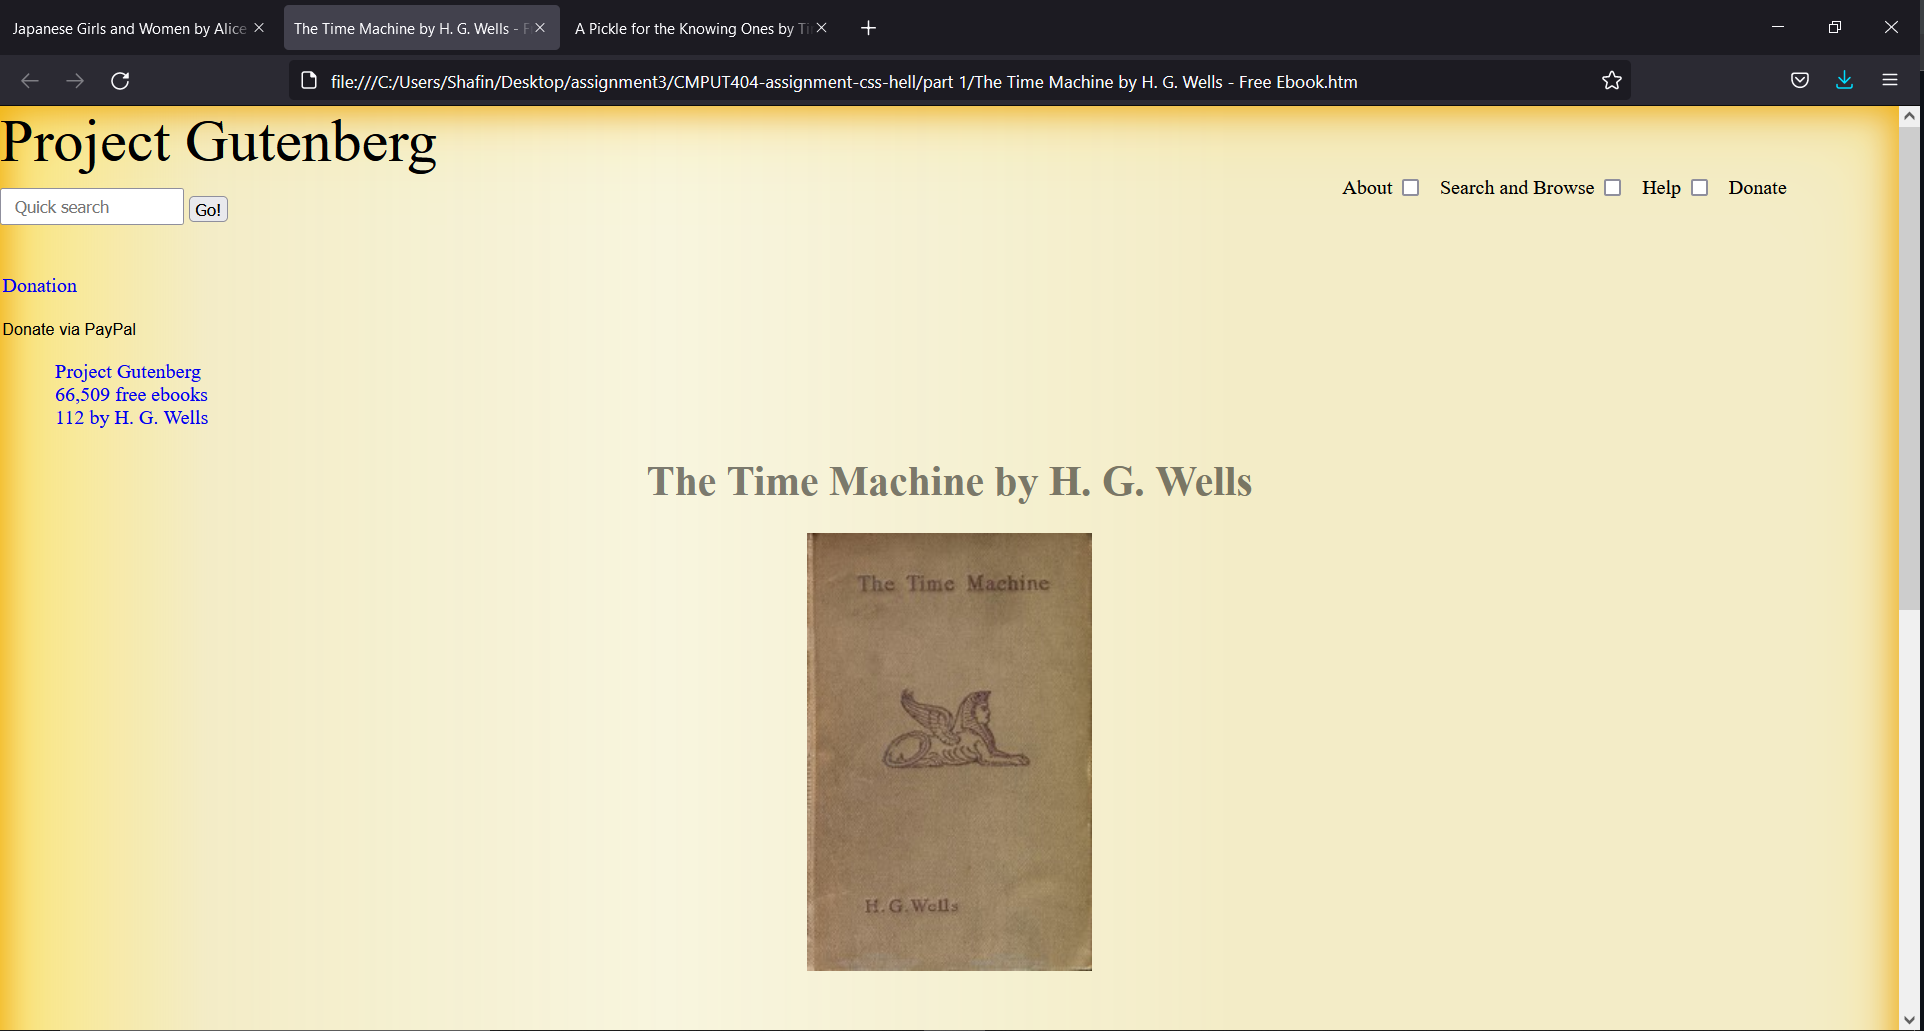 Japanese Girls and Women by Alice
The Time Machine by H. G. Wells - F
A Pickle for the Knowing Ones by Ti
file:///C:/Users/Shafin/Desktop/assignment3/CMPUT404-assignment-css-hell/part 1/The Time Machine by H. G. Wells - Free Ebook.htm
Project Gutenberg
About Search and Browse Help Donate
Quick search Go!
Donation
Donate via PayPal
Project Gutenberg
66,509 free ebooks
112 by H. G. Wells
The Time Machine by H. G. Wells
The Time Machine
H.G.Wells